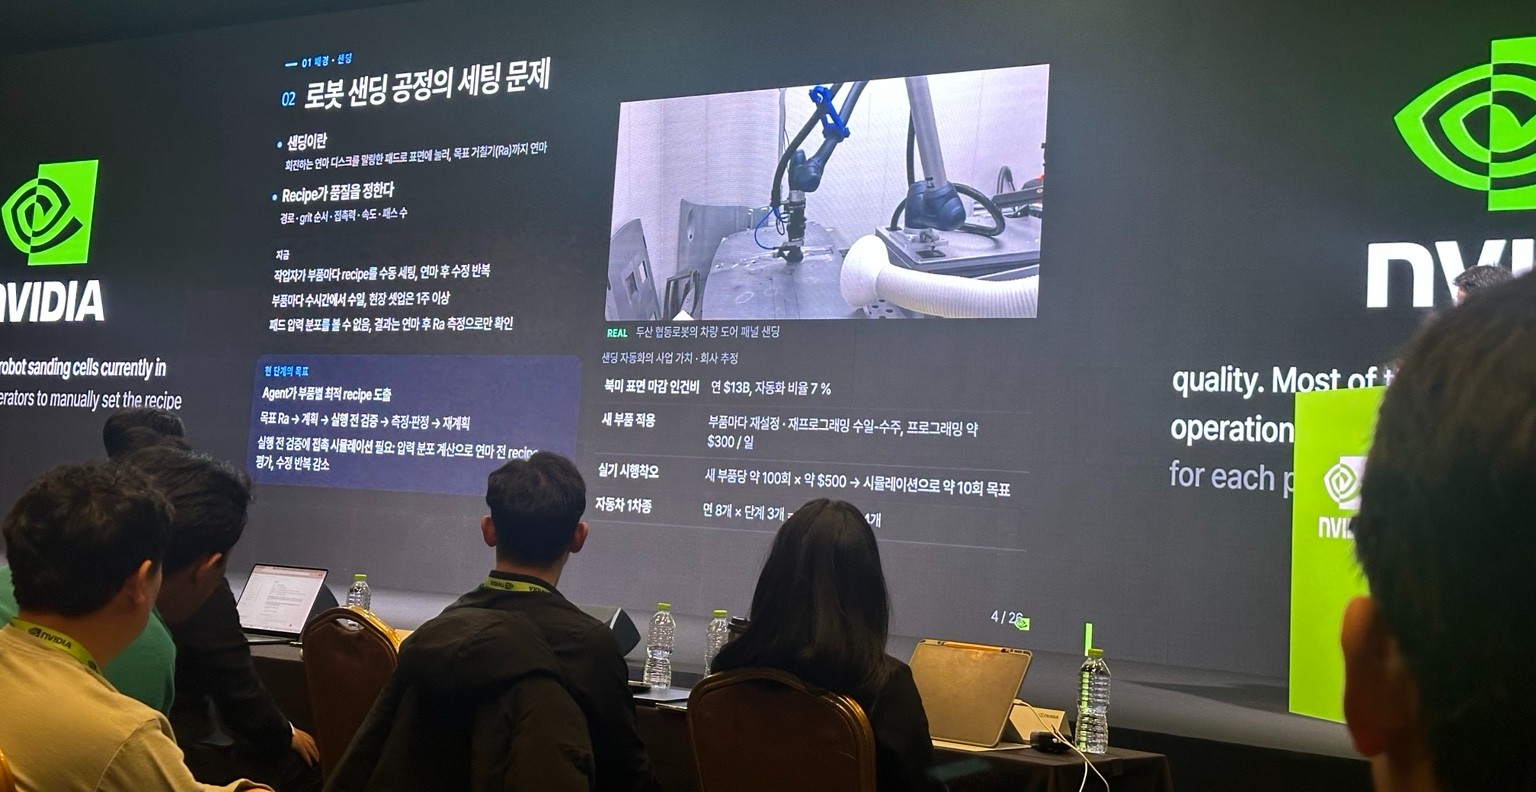 01 배경 · 샌딩
02 로봇 샌딩 공정의 세팅 문제
샌딩이란
회전하는 연마 디스크를 말랑한 패드로 표면에 눌러, 목표 거칠기(Ra)까지 연마
Recipe가 품질을 정한다
경로 · grit 순서 · 접촉력 · 속도 · 패스 수
지금
작업자가 부품마다 recipe를 수동 세팅, 연마 후 수정 반복
부품마다 수시간에서 수일, 현장 셋업은 1주 이상
패드 압력 분포를 볼 수 없음, 결과는 연마 후 Ra 측정으로만 확인
현 단계의 목표
Agent가 부품별 최적 recipe 도출
목표 Ra → 계획 → 실행 전 검증 → 측정·판정 → 재계획
실행 전 검증에 접촉 시뮬레이션 필요: 압력 분포 계산으로 연마 전 recipe
평가, 수정 반복 감소
REAL 두산 협동로봇의 차량 도어 패널 샌딩
샌딩 자동화의 사업 가치 · 회사 추정
북미 표면 마감 인건비 연 $13B, 자동화 비율 7 %
새 부품 적용 부품마다 재설정 · 재프로그래밍 수일-수주, 프로그래밍 약
$300 / 일
실기 시행착오 새 부품당 약 100회 × 약 $500 → 시뮬레이션으로 약 10회 목표
자동차 1차종 면 8개 × 단계 3개
4 / 26
NVIDIA
robot sanding cells currently in
erators to manually set the recipe
quality. Most of
operation
for each
NVIDIA